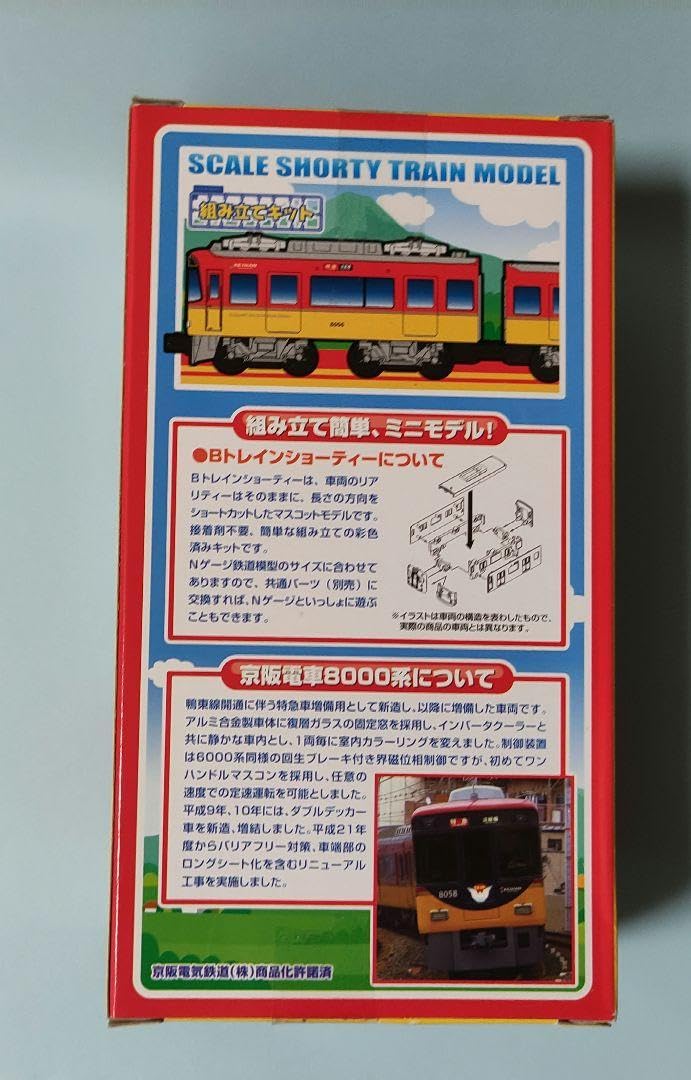 SCALE SHORTY TRAIN MODEL
組み立てキット
組み立て簡単、ミニモデル!
●Bトレインショーティーについて
Bトレインショーティーは、車両のリア
リティーはそのままに、長さの方向を
ショートカットしたマスコットモデルです。
接着剤不要、簡単な組み立ての彩色
済みキットです。
Nゲージ鉄道模型のサイズに合わせて
ありますので、共通パーツ(別売)に
交換すれば、Nゲージといっしょに遊ぶ
こともできます。
※イラストは車両の構造を表わしたもので、
実際の商品の車両とは異なります。
京阪電車8000系について
鴨東線開通に伴う特急車増備用として新造し、以降に増備した車両です。
アルミ合金製車体に複層ガラスの固定窓を採用し、インバータクーラーと
共に静かな車内とし、1両毎に室内カラーリングを変えました。制御装置
は6000系同様の回生ブレーキ付き界磁位相制御ですが、初めてワン
ハンドルマスコンを採用し、任意の
速度での定速運転を可能としました。
平成9年、10年には、ダブルデッカー
車を新造、増結しました。平成21年
度からバリアフリー対策、車端部の
ロングシート化を含むリニューアル
工事を実施しました。
8058
京阪電気鉄道(株)商品化許諾済